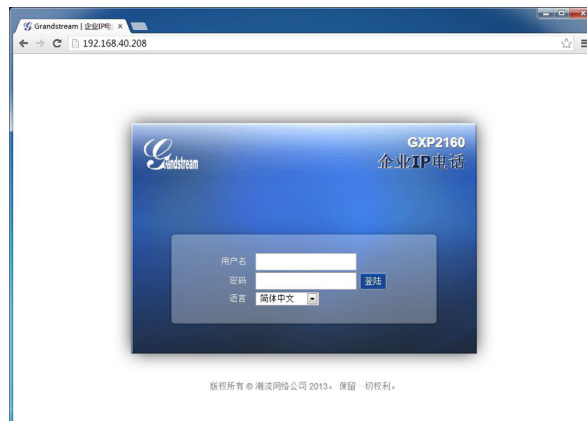 Grandstream | 企业IP电
192.168.40.208
Grandstream
GXP2160
企业IP电话
用户名
密码
登陆
语言
简体中文
版权所有 © 潮流网络公司 2013。 保留一切权利。